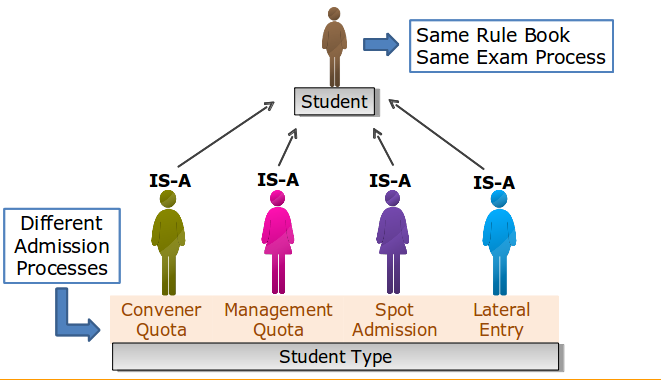 Same Rule Book
Same Exam Process
Student
IS-A
IS-A
IS-A
IS-A
Different
Admission
Processes
Convener
Quota
Management
Quota
Spot
Admission
Lateral
Entry
Student Type